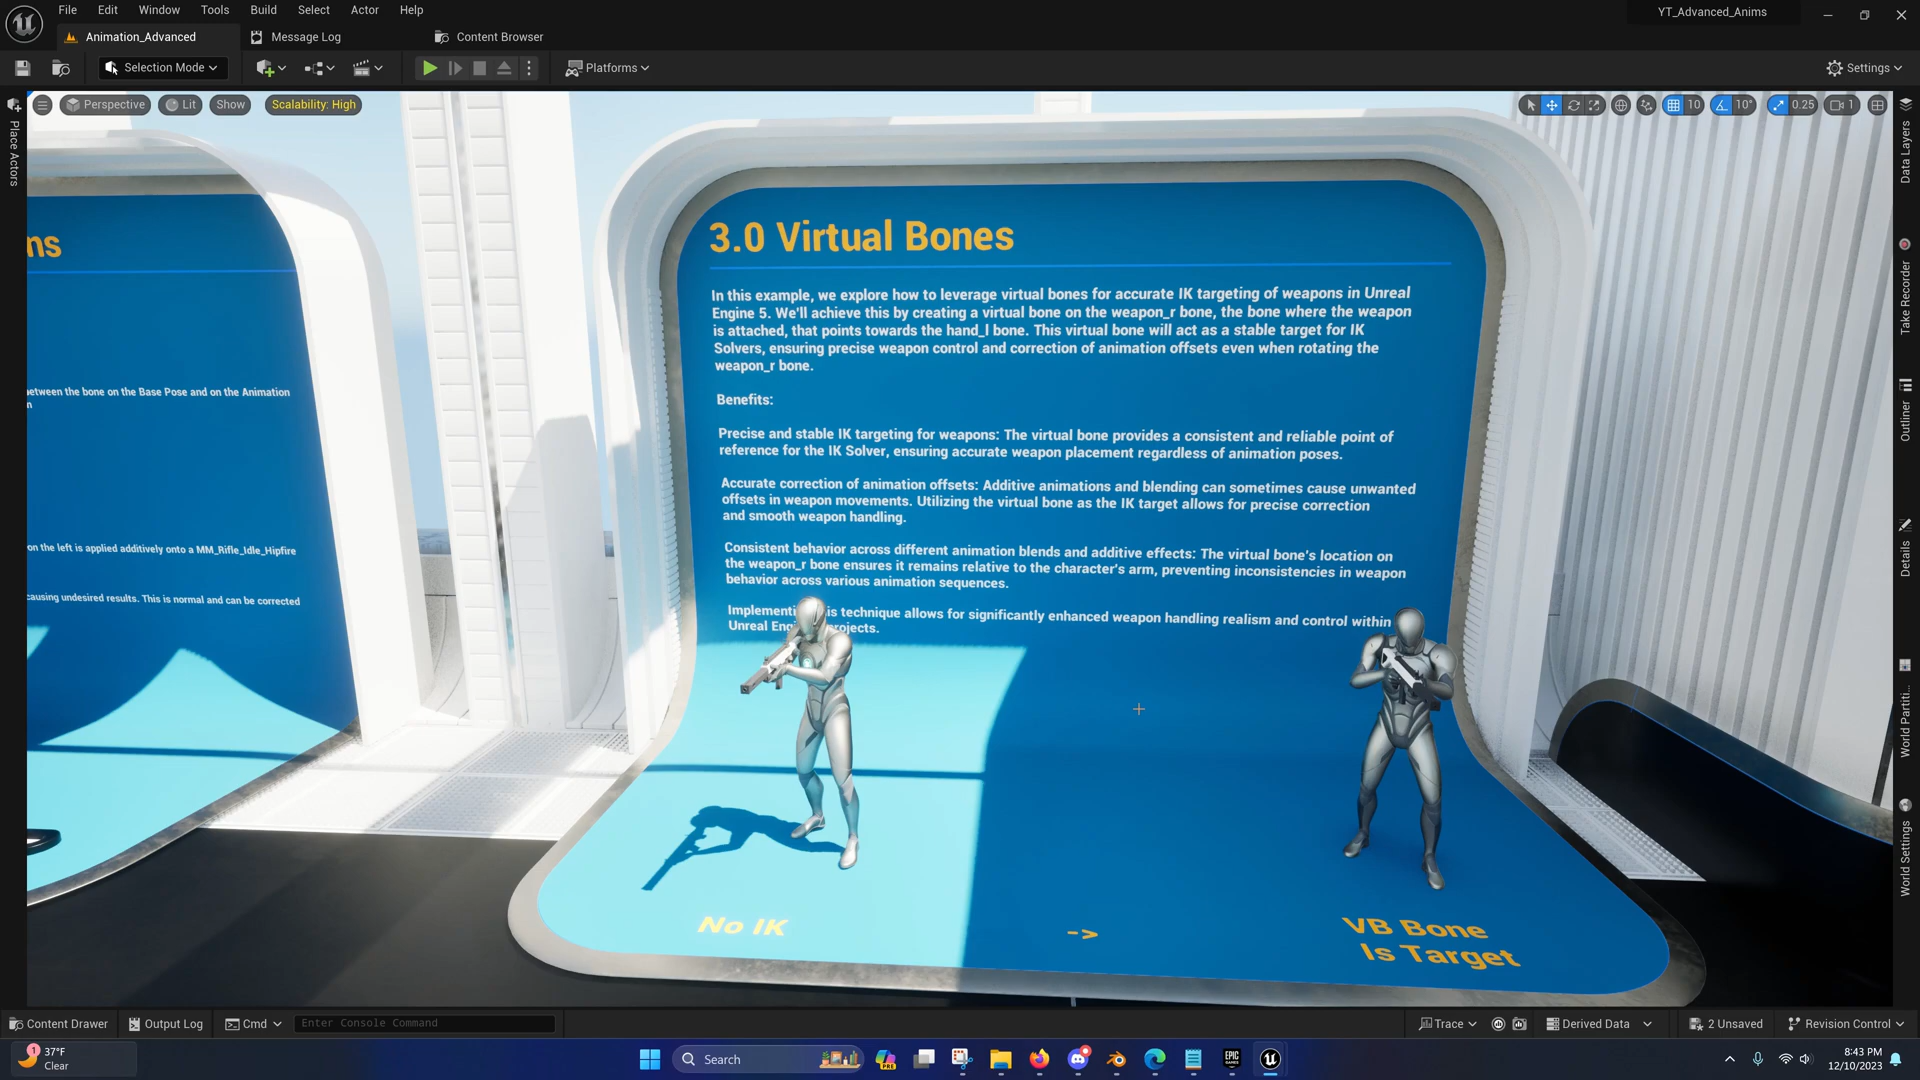 File Edit Window Tools Build Select Actor Help
YT_Advanced_Anims
Animation_Advanced
Message Log
Content Browser
Selection Mode
Platforms
Settings
Place Actors
Perspective
Lit
Show
Scalability: High
10
10°
0.25
1
Data Layers
Take Recorder
Outliner
Details
World Partiti...
World Settings
ns
etween the bone on the Base Pose and on the Animation
n
on the left is applied additively onto a MM_Rifle_Idle_Hipfire
causing undesired results. This is normal and can be corrected
3.0 Virtual Bones
In this example, we explore how to leverage virtual bones for accurate IK targeting of weapons in Unreal
Engine 5. We'll achieve this by creating a virtual bone on the weapon_r bone, the bone where the weapon
is attached, that points towards the hand_l bone. This virtual bone will act as a stable target for IK
Solvers, ensuring precise weapon control and correction of animation offsets even when rotating the
weapon_r bone.
Benefits:
Precise and stable IK targeting for weapons: The virtual bone provides a consistent and reliable point of
reference for the IK Solver, ensuring accurate weapon placement regardless of animation poses.
Accurate correction of animation offsets: Additive animations and blending can sometimes cause unwanted
offsets in weapon movements. Utilizing the virtual bone as the IK target allows for precise correction
and smooth weapon handling.
Consistent behavior across different animation blends and additive effects: The virtual bone's location on
the weapon_r bone ensures it remains relative to the character's arm, preventing inconsistencies in weapon
behavior across various animation sequences.
Implementi is technique allows for significantly enhanced weapon handling realism and control within
Unreal Engi rojects.
No IK
->
VB Bone
Is Target
Content Drawer
Output Log
Cmd
Enter Console Command
Trace
Derived Data
2 Unsaved
Revision Control
1
37°F
Clear
Search
PRE
EPIC
GAMES
8:43 PM
12/10/2023